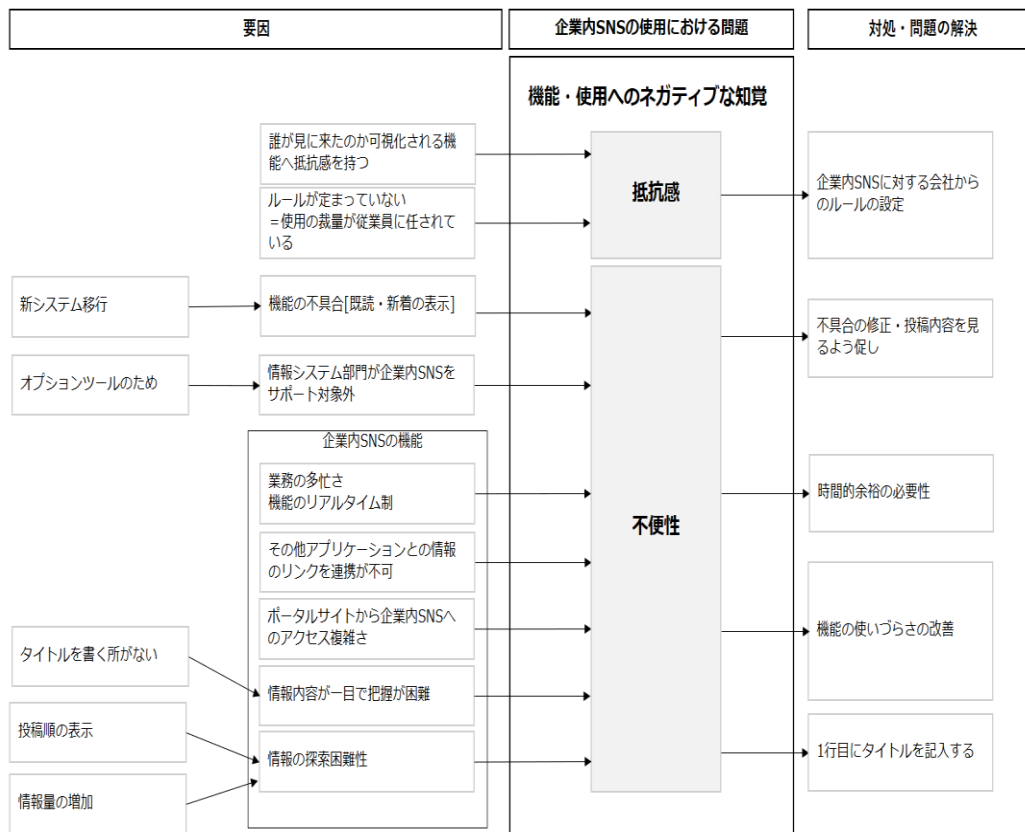 要因
企業内SNSの使用における問題
対処・問題の解決
機能・使用へのネガティブな知覚
誰が見に来たのか可視化される機
能へ抵抗感を持つ
ルールが定まっていない
＝使用の裁量が従業員に任されて
いる
抵抗感
企業内SNSに対する会社から
のルールの設定
新システム移行
機能の不具合[既読・新着の表示]
不具合の修正・投稿内容を見
るよう促し
オプションツールのため
情報システム部門が企業内SNSを
サポート対象外
企業内SNSの機能
業務の多忙さ
機能のリアルタイム制
不便性
時間的余裕の必要性
その他アプリケーションとの情報
のリンクを連携が不可
ポータルサイトから企業内SNSへ
のアクセス複雑さ
機能の使いづらさの改善
タイトルを書く所がない
情報内容が一目で把握が困難
投稿順の表示
情報の探索困難性
1行目にタイトルを記入する
情報量の増加